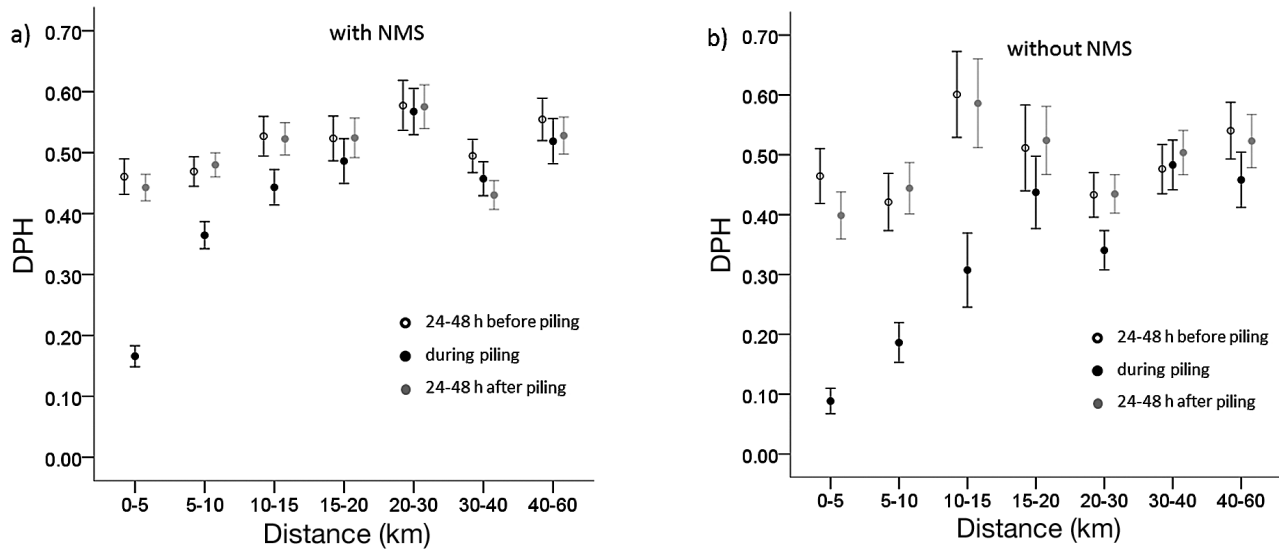 a)
with NMS
DPH
0.70
0.60
0.50
0.40
0.30
0.20
0.10
0.00
24-48 h before piling
during piling
24-48 h after piling
0-5 5-10 10-15 15-20 20-30 30-40 40-60
Distance (km)
b)
without NMS
DPH
0.70
0.60
0.50
0.40
0.30
0.20
0.10
0.00
24-48 h before piling
during piling
24-48 h after piling
0-5 5-10 10-15 15-20 20-30 30-40 40-60
Distance (km)